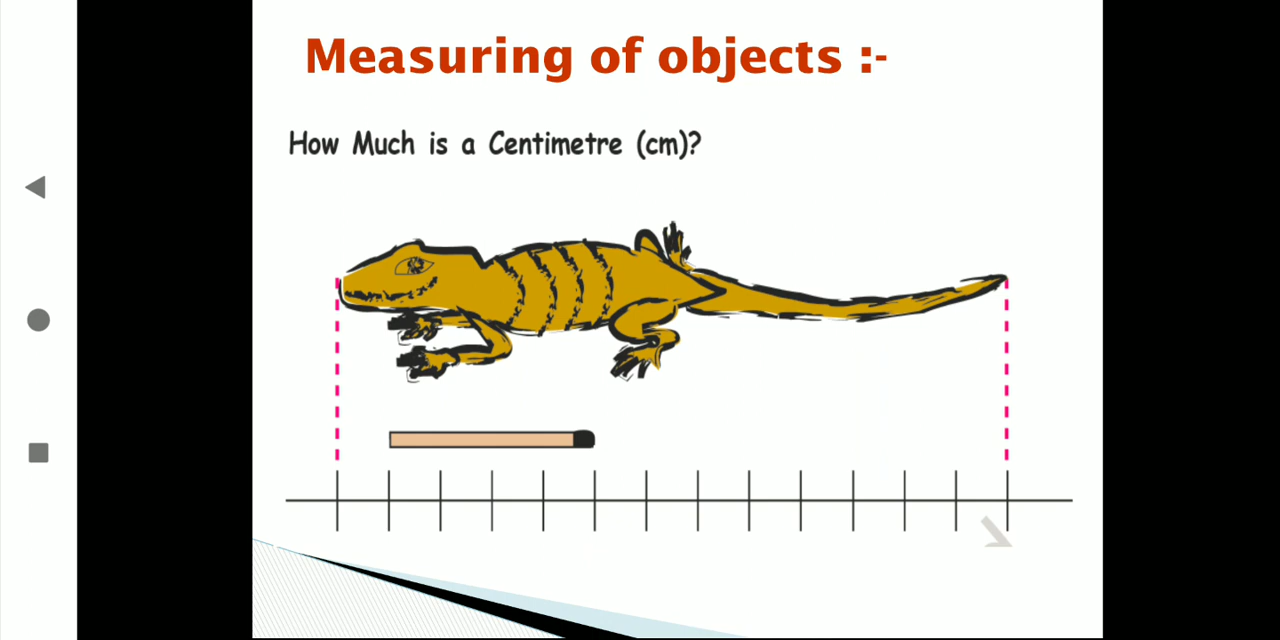 Measuring of objects :-
How Much is a Centimetre (cm)?